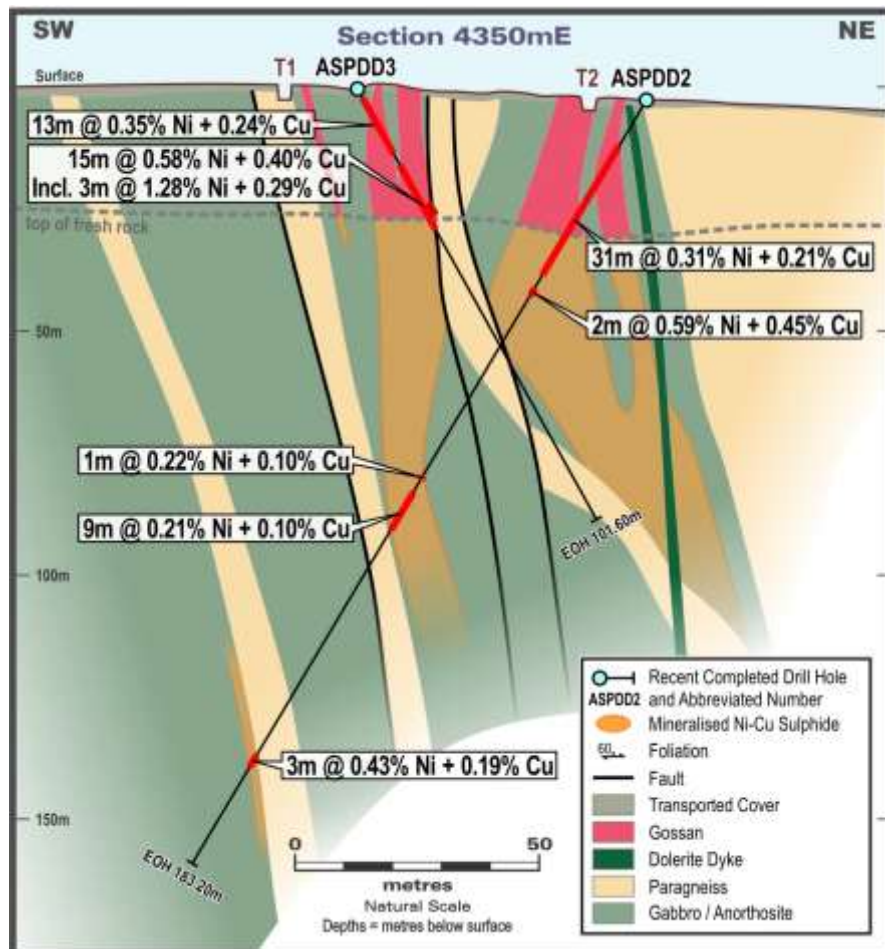 SW
Section 4350mE
NE
Surface
T1
ASPDD3
T2
ASPDD2
13m @ 0.35% Ni + 0.24% Cu
15m @ 0.58% Ni + 0.40% Cu
Incl. 3m @ 1.28% Ni + 0.29% Cu
top of fresh rock
31m @ 0.31% Ni + 0.21% Cu
50m
2m @ 0.59% Ni + 0.45% Cu
1m @ 0.22% Ni + 0.10% Cu
9m @ 0.21% Ni + 0.10% Cu
EOH 101.60m
100m
3m @ 0.43% Ni + 0.19% Cu
150m
EOH 183.20m
0
50
metres
Natural Scale
Depths = metres below surface
Recent Completed Drill Hole
ASPDD2 and Abbreviated Number
Mineralised Ni-Cu Sulphide
60
Foliation
Fault
Transported Cover
Gossan
Dolerite Dyke
Paragneiss
Gabbro / Anorthosite